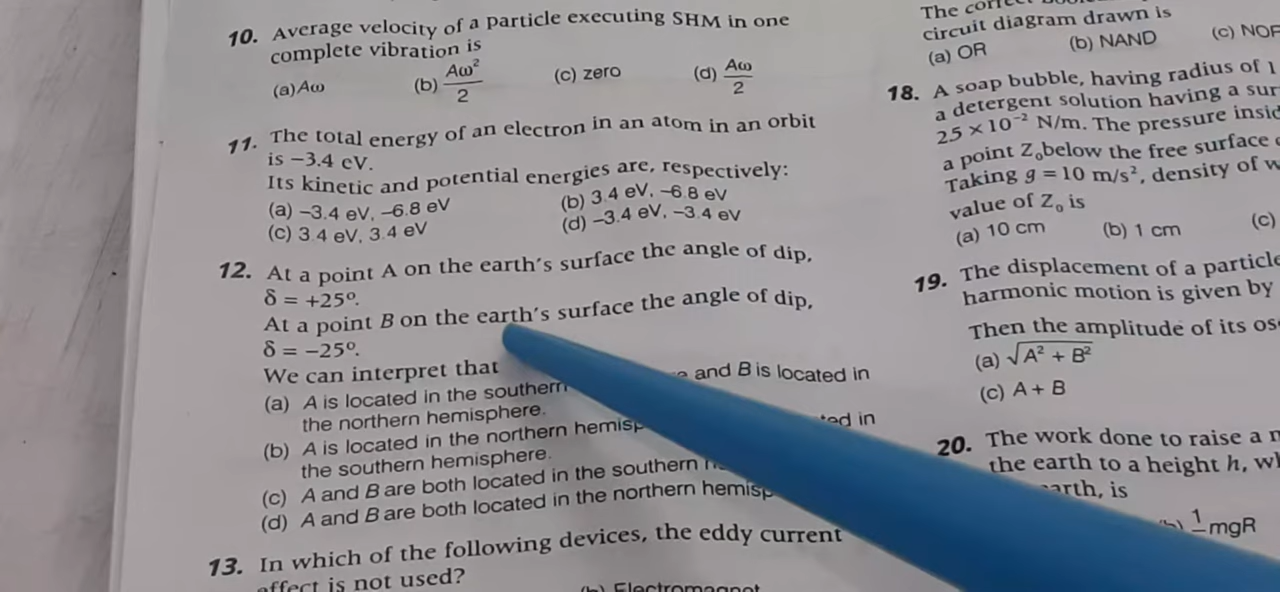 10. Average velocity of a particle executing SHM in one
complete vibration is
(a) Aω (b) Aω²/2 (c) zero (d) Aω/2
11. The total energy of an electron in an atom in an orbit
is −3.4 eV.
Its kinetic and potential energies are, respectively:
(a) −3.4 eV, −6.8 eV (b) 3.4 eV, −6.8 eV
(c) 3.4 eV, 3.4 eV (d) −3.4 eV, −3.4 eV
12. At a point A on the earth's surface the angle of dip,
δ = +25°.
At a point B on the earth's surface the angle of dip,
δ = −25°.
We can interpret that
(a) A is located in the southern and B is located in
the northern hemisphere.
(b) A is located in the northern in
the southern hemisphere.
(c) A and B are both located in the southern
(d) A and B are both located in the northern
13. In which of the following devices, the eddy current
effect is not used?
The
circuit diagram drawn is
(a) OR (b) NAND (c)
18. A soap bubble, having radius of 1
a detergent solution having a
2.5 × 10⁻² N/m. The pressure
a point Z₀ below the free surface
Taking g = 10 m/s², density of
value of Z₀ is
(a) 10 cm (b) 1 cm (c)
19. The displacement of a
harmonic motion is given by
Then the amplitude of its
(a) √A² + B²
(c) A + B
20. The work done to raise a
the earth to a height h,
is
1/ mgR